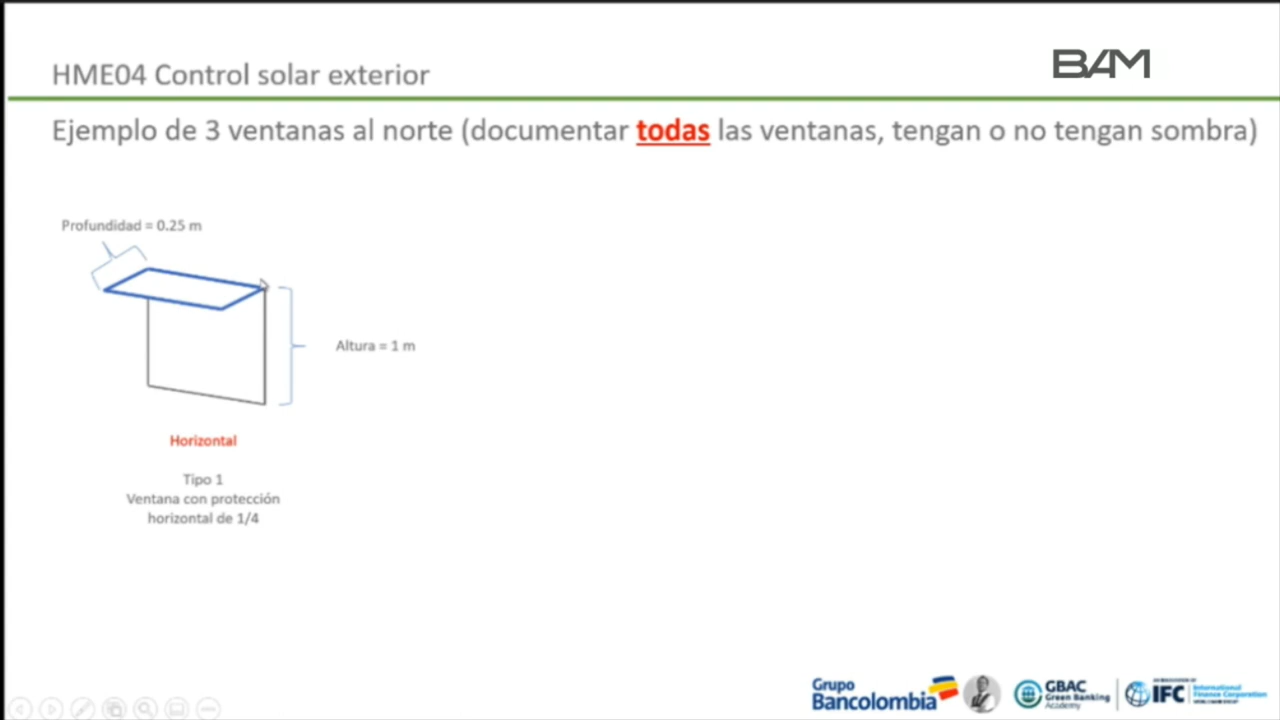 HME04 Control solar exterior
BAM
Ejemplo de 3 ventanas al norte (documentar todas las ventanas, tengan o no tengan sombra)
Profundidad = 0.25 m
Altura = 1 m
Horizontal
Tipo 1
Ventana con protección
horizontal de 1/4
Grupo
Bancolombia
GBAC
Green Banking
Academy
IFC
International
Finance Corporation